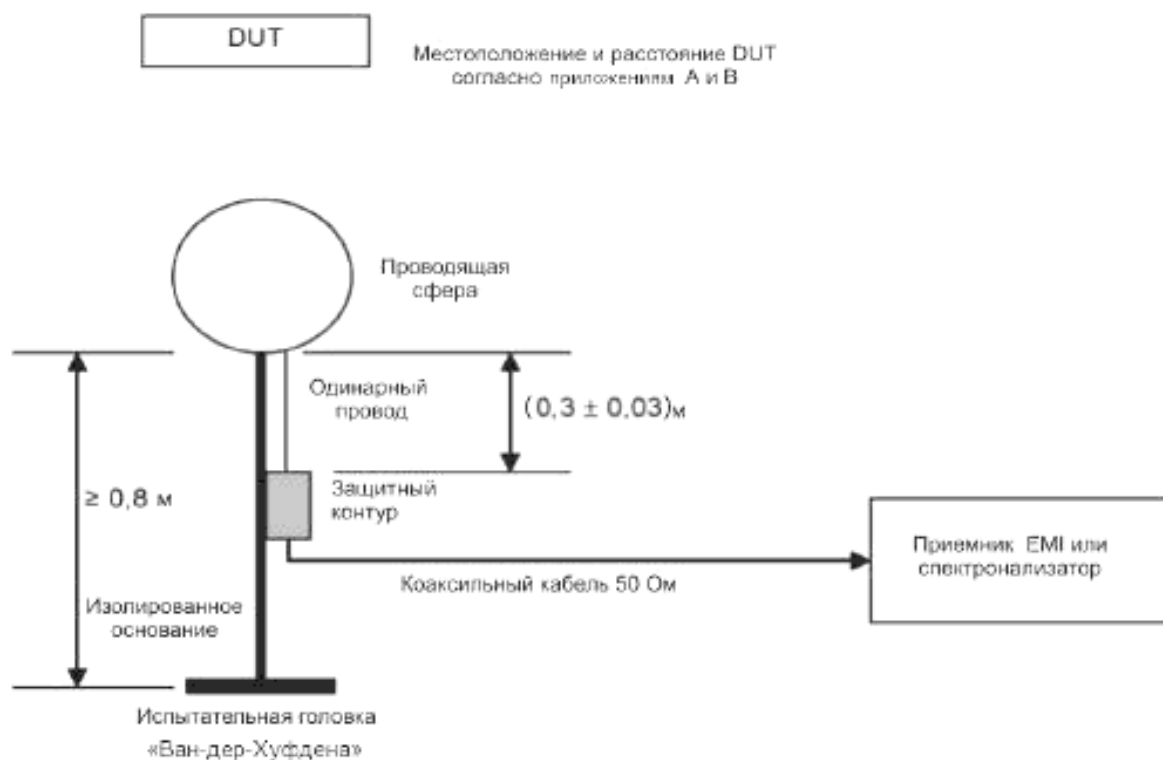 DUT
Местоположение и расстояние DUT
согласно приложениям А и В
Проводящая
сфера
Одинарный
провод
(0,3 ± 0,03)м
≥ 0,8 м
Защитный
контур
Приемник EMI или
спектронализатор
Коаксильный кабель 50 Ом
Изолированное
основание
Испытательная головка
«Ван-дер-Хуфдена»